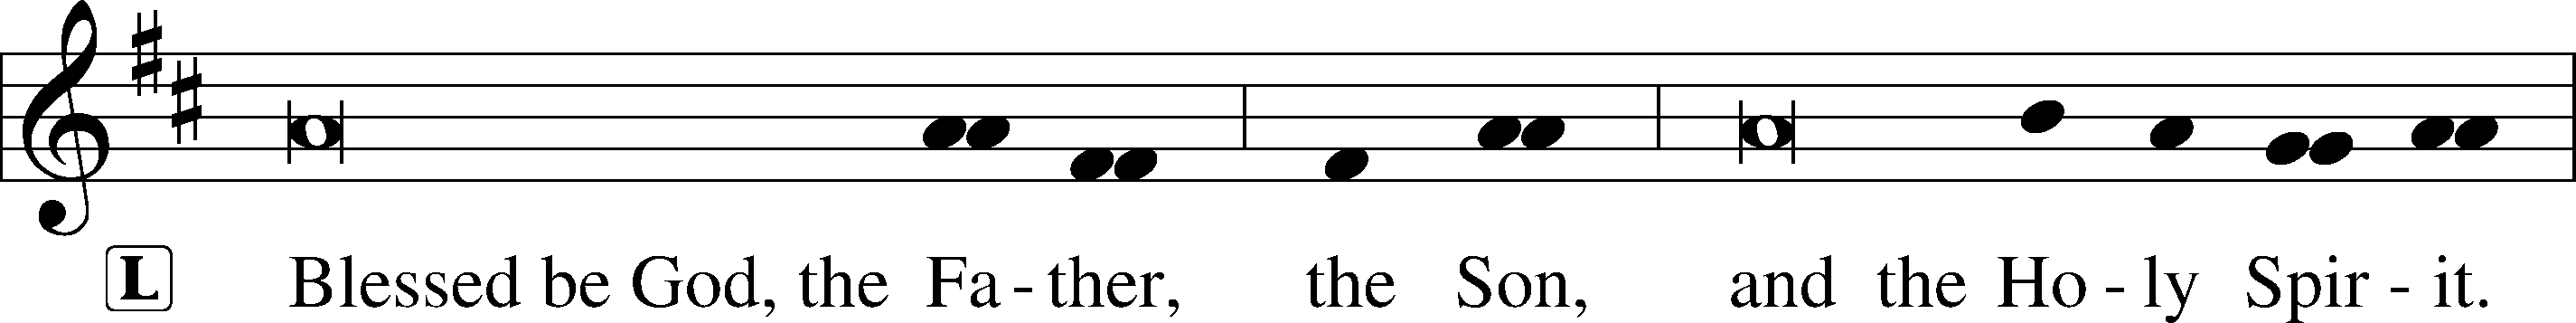 L Blessed be God, the Fa - ther, the Son, and the Ho - ly Spir - it.